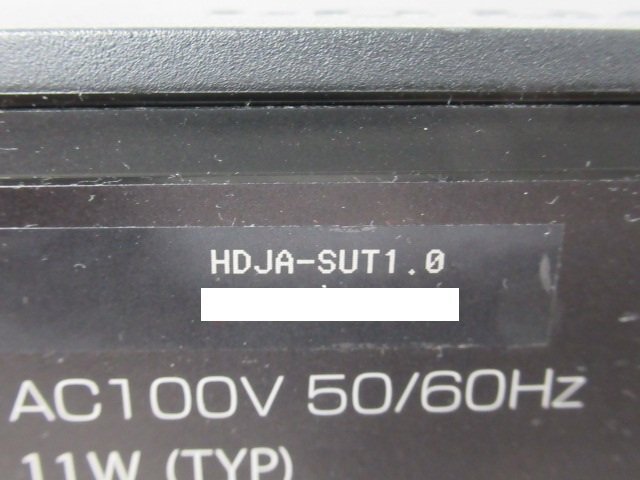 HDJA-SUT1.0
AC100V 50/60Hz
11W (TYP)